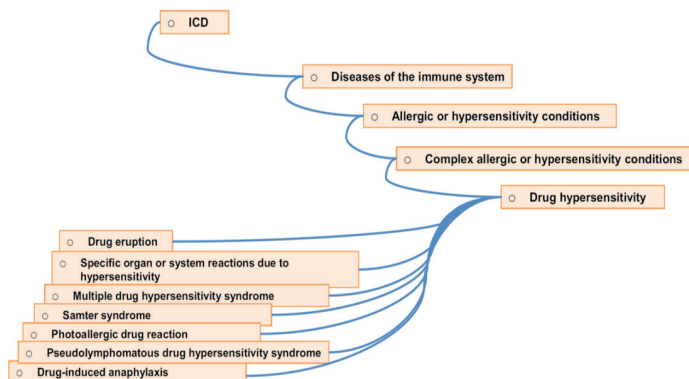 ICD
Diseases of the immune system
Allergic or hypersensitivity conditions
Complex allergic or hypersensitivity conditions
Drug hypersensitivity
Drug eruption
Specific organ or system reactions due to
hypersensitivity
Multiple drug hypersensitivity syndrome
Samter syndrome
Photoallergic drug reaction
Pseudolymphomatous drug hypersensitivity syndrome
Drug-induced anaphylaxis